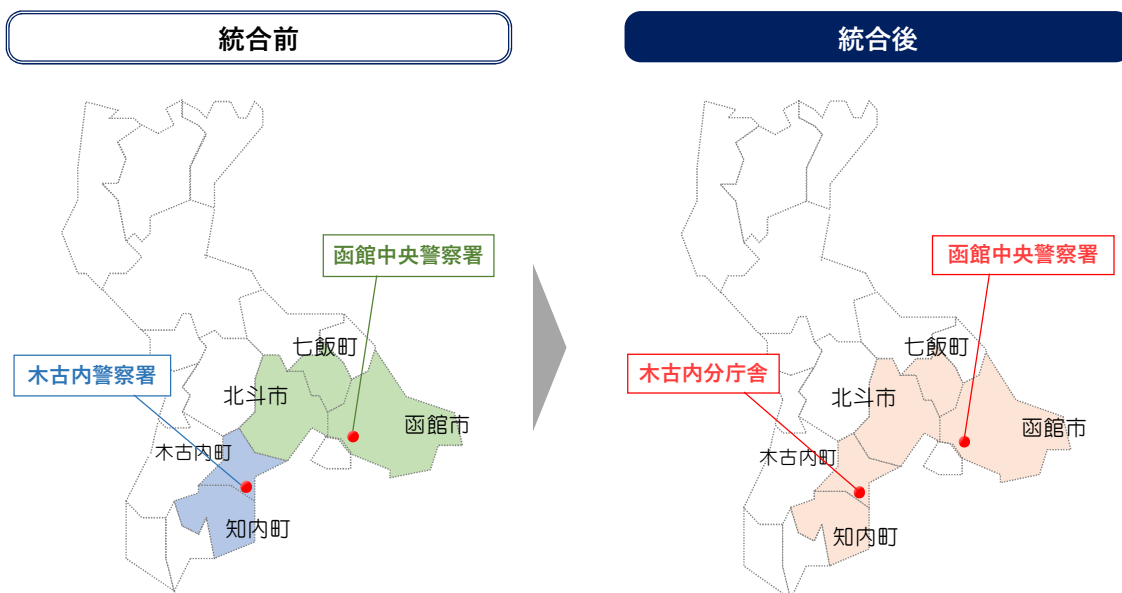 統合前
函館中央警察署
七飯町
木古内警察署
北斗市
函館市
木古内町
知内町
統合後
函館中央警察署
七飯町
木古内分庁舎
北斗市
函館市
木古内町
知内町